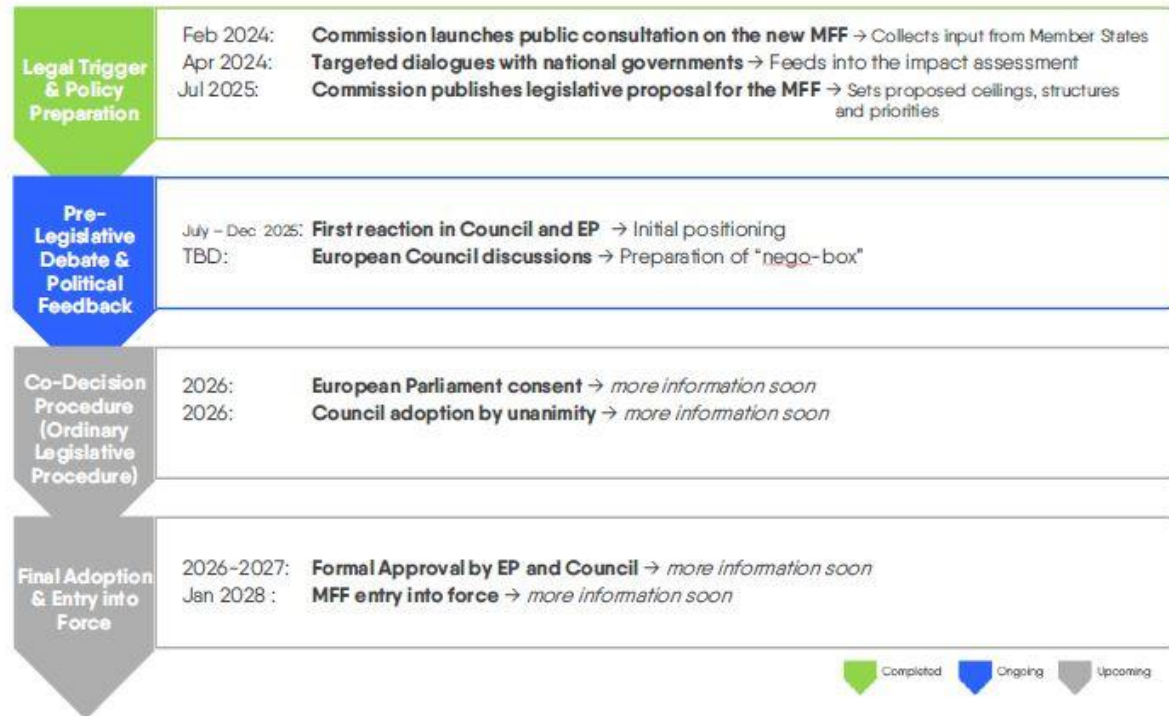 Legal Trigger
& Policy
Preparation
Feb 2024: Commission launches public consultation on the new MFF → Collects input from Member States
Apr 2024: Targeted dialogues with national governments → Feeds into the impact assessment
Jul 2025: Commission publishes legislative proposal for the MFF → Sets proposed ceilings, structures
and priorities
Pre-
Legislative
Debate &
Political
Feedback
July – Dec 2025: First reaction in Council and EP → Initial positioning
TBD: European Council discussions → Preparation of “nego-box”
Co-Decision
Procedure
(Ordinary
Legislative
Procedure)
2026: European Parliament consent → more information soon
2026: Council adoption by unanimity → more information soon
Final Adoption
& Entry into
Force
2026-2027: Formal Approval by EP and Council → more information soon
Jan 2028 : MFF entry into force → more information soon
Completed Ongoing Upcoming